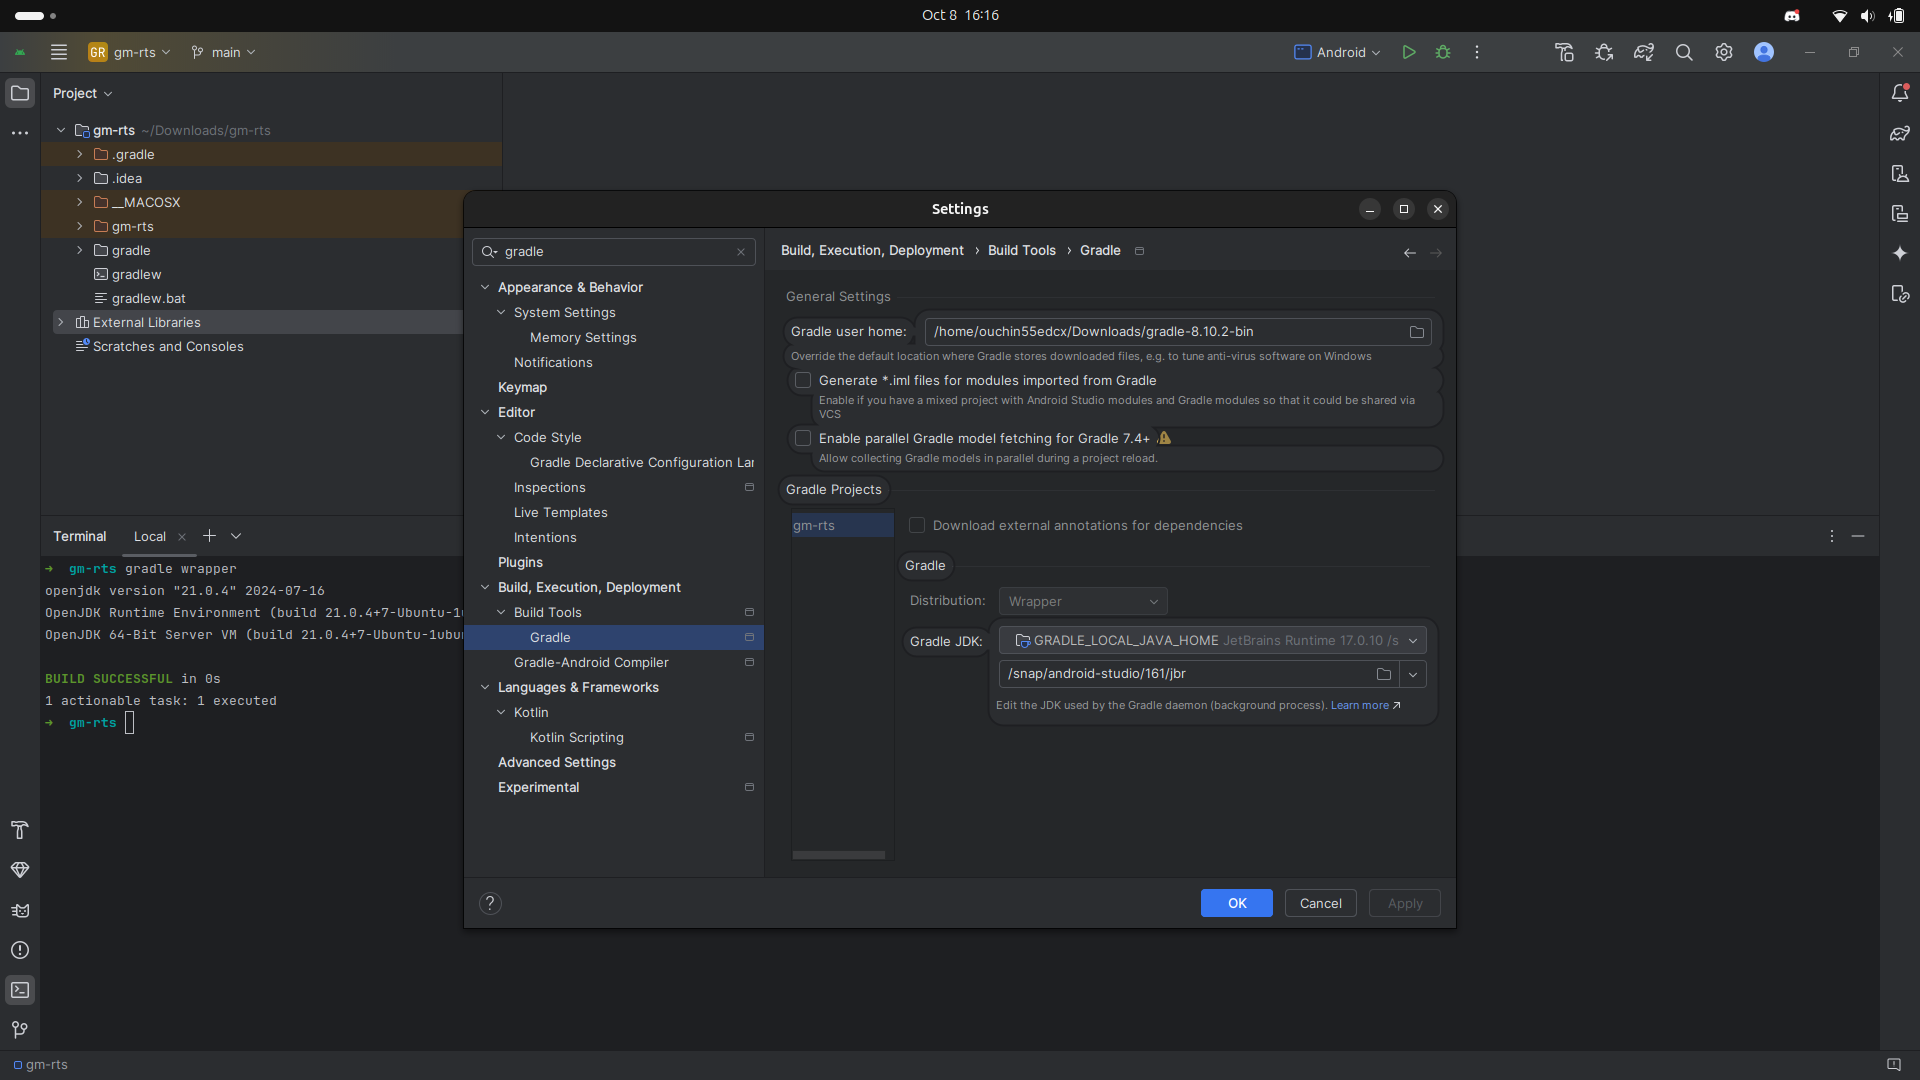 Oct 8 16:16
GR gm-rts main Android
Project
gm-rts ~/Downloads/gm-rts
.gradle
.idea
__MACOSX
gm-rts
gradle
gradlew
gradlew.bat
External Libraries
Scratches and Consoles
Terminal Local
➜ gm-rts gradle wrapper
openjdk version "21.0.4" 2024-07-16
OpenJDK Runtime Environment (build 21.0.4+7-Ubuntu-1u
OpenJDK 64-Bit Server VM (build 21.0.4+7-Ubuntu-1ubun
BUILD SUCCESSFUL in 0s
1 actionable task: 1 executed
➜ gm-rts
Settings
gradle
Appearance & Behavior
System Settings
Memory Settings
Notifications
Keymap
Editor
Code Style
Gradle Declarative Configuration Lan
Inspections
Live Templates
Intentions
Plugins
Build, Execution, Deployment
Build Tools
Gradle
Gradle-Android Compiler
Languages & Frameworks
Kotlin
Kotlin Scripting
Advanced Settings
Experimental
Build, Execution, Deployment › Build Tools › Gradle
General Settings
Gradle user home: /home/ouchin55edcx/Downloads/gradle-8.10.2-bin
Override the default location where Gradle stores downloaded files, e.g. to tune anti-virus software on Windows
Generate *.iml files for modules imported from Gradle
Enable if you have a mixed project with Android Studio modules and Gradle modules so that it could be shared via
VCS
Enable parallel Gradle model fetching for Gradle 7.4+
Allow collecting Gradle models in parallel during a project reload.
Gradle Projects
gm-rts
Download external annotations for dependencies
Gradle
Distribution: Wrapper
Gradle JDK: GRADLE_LOCAL_JAVA_HOME JetBrains Runtime 17.0.10 /s
/snap/android-studio/161/jbr
Edit the JDK used by the Gradle daemon (background process). Learn more ↗
? OK Cancel Apply
gm-rts